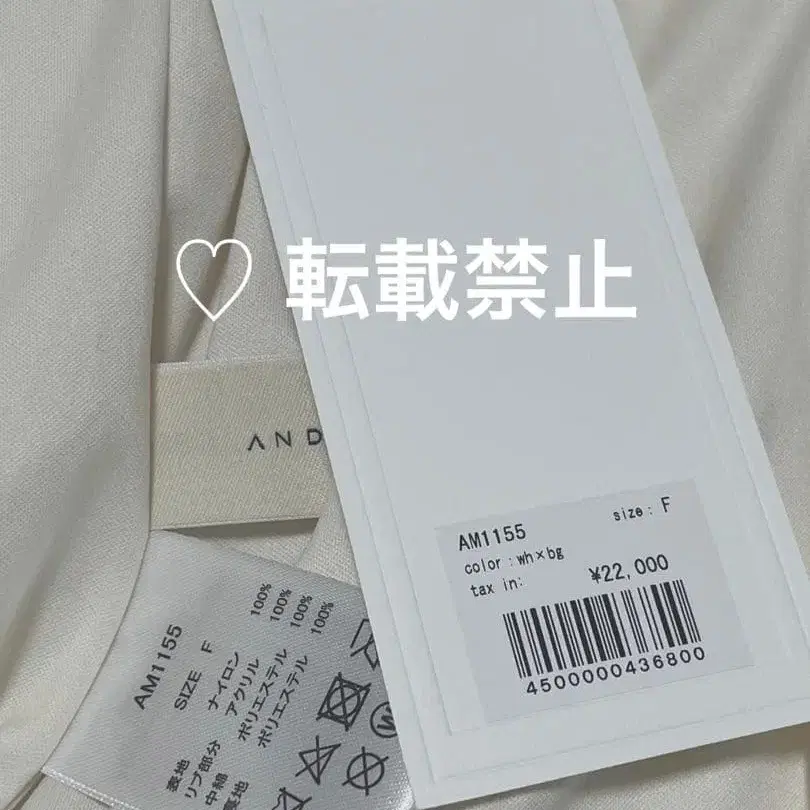 ♡ 転載禁止
AND
AM1155 size: F
color:wh×bg
tax in: ¥22,000
4500000436800
AM1155
SIZE F
表地 ナイロン 100%
リブ部分 アクリル 100%
中綿 ポリエステル 100%
裏地 ポリエステル 100%